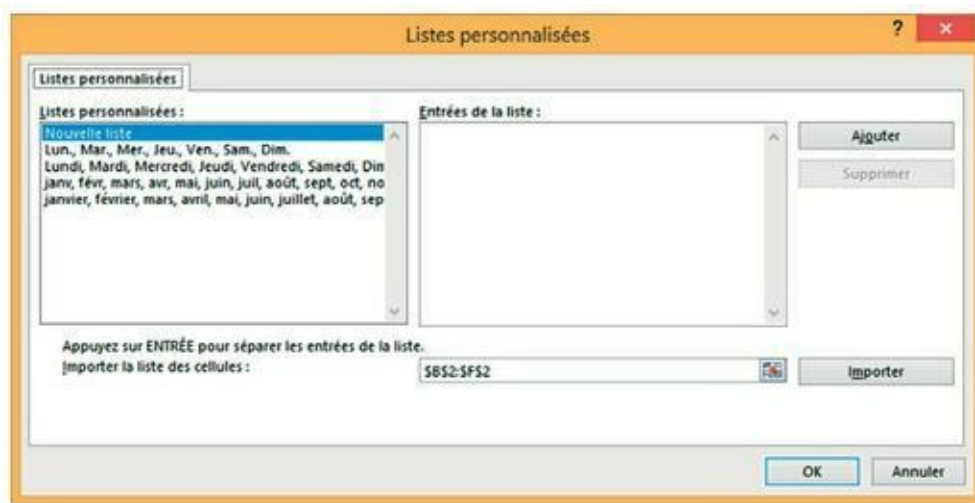 Listes personnalisées
?
Listes personnalisées
Listes personnalisées :
Entrées de la liste :
Nouvelle liste
Lun., Mar., Mer., Jeu., Ven., Sam., Dim.
Lundi, Mardi, Mercredi, Jeudi, Vendredi, Samedi, Din
janv, févr, mars, avr, mai, juin, juil, août, sept, oct, no
janvier, février, mars, avril, mai, juin, juillet, août, sep
Ajouter
Supprimer
Appuyez sur ENTRÉE pour séparer les entrées de la liste.
Importer la liste des cellules :
$B$2:$F$2
Importer
OK
Annuler